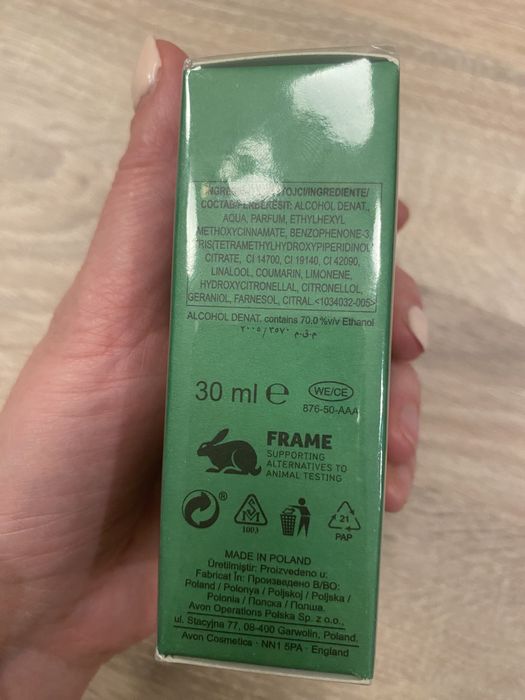 COCTAB/PËRBËRËSIT: ALCOHOL DENAT.,
AQUA, PARFUM, ETHYLHEXYL
METHOXYCINNAMATE, BENZOPHENONE-3,
TRIS(TETRAMETHYLHYDROXYPIPERIDINOL)
CITRATE, CI 14700, CI 19140, CI 42090,
LINALOOL, COUMARIN, LIMONENE,
HYDROXYCITRONELLAL, CITRONELLOL,
GERANIOL, FARNESOL, CITRAL.<1034032-005>
ALCOHOL DENAT. contains 70.0 %v/v Ethanol
م.ق.م ٢٠٠٥/٣٥٧٠
30 ml ℮
WE/CE
876-50-AAA
FRAME
SUPPORTING
ALTERNATIVES TO
ANIMAL TESTING
®
1003
21
PAP
MADE IN POLAND
Üretilmiştir: Proizvedeno u:
Fabricat în: Произведено В/ВО:
Poland / Polonya / Poljskoj / Poljska /
Polonia / Полска / Полша.
Avon Operations Polska Sp. z o.o.,
ul. Stacyjna 77, 08-400 Garwolin, Poland.
Avon Cosmetics · NN1 5PA · England